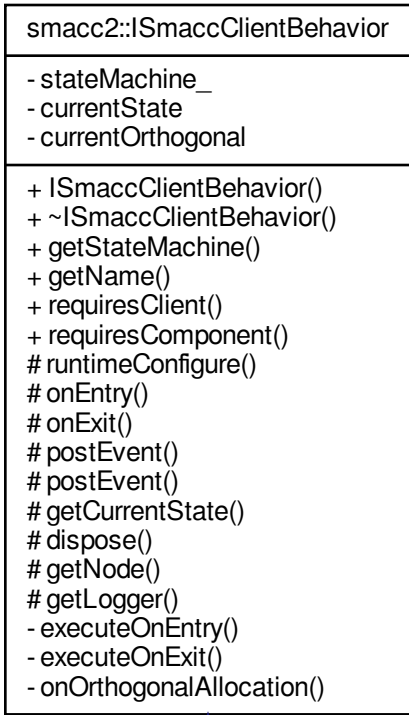 smacc2::ISmaccClientBehavior
- stateMachine_
- currentState
- currentOrthogonal
+ ISmaccClientBehavior()
+ ~ISmaccClientBehavior()
+ getStateMachine()
+ getName()
+ requiresClient()
+ requiresComponent()
# runtimeConfigure()
# onEntry()
# onExit()
# postEvent()
# postEvent()
# getCurrentState()
# dispose()
# getNode()
# getLogger()
- executeOnEntry()
- executeOnExit()
- onOrthogonalAllocation()